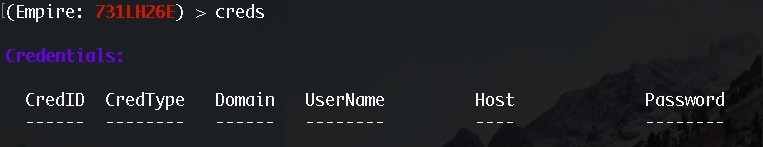 [(Empire: 731LH26E) > creds
Credentials:
CredID CredType Domain UserName Host Password
------ -------- ------ -------- ---- --------